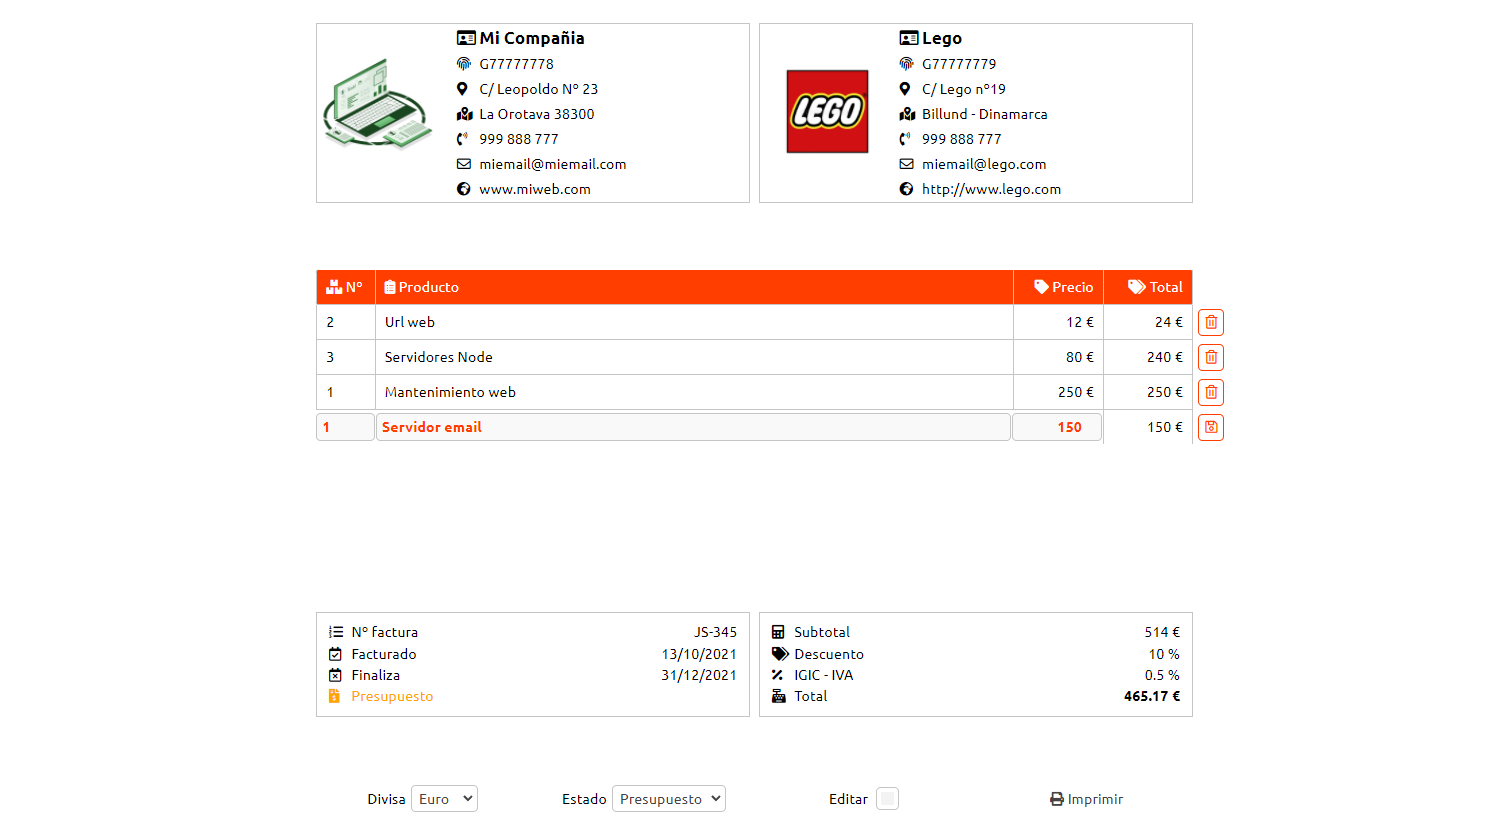 Mi Compañia
G77777778
C/ Leopoldo Nº 23
La Orotava 38300
999 888 777
miemail@miemail.com
www.miweb.com
LEGO
Lego
G77777779
C/ Lego nº19
Billund - Dinamarca
999 888 777
miemail@lego.com
http://www.lego.com
Nº Producto Precio Total
2 Url web 12 € 24 €
3 Servidores Node 80 € 240 €
1 Mantenimiento web 250 € 250 €
1 Servidor email 150 150 €
Nº factura JS-345
Facturado 13/10/2021
Finaliza 31/12/2021
Presupuesto
Subtotal 514 €
Descuento 10 %
IGIC - IVA 0.5 %
Total 465.17 €
Divisa Euro Estado Presupuesto Editar Imprimir